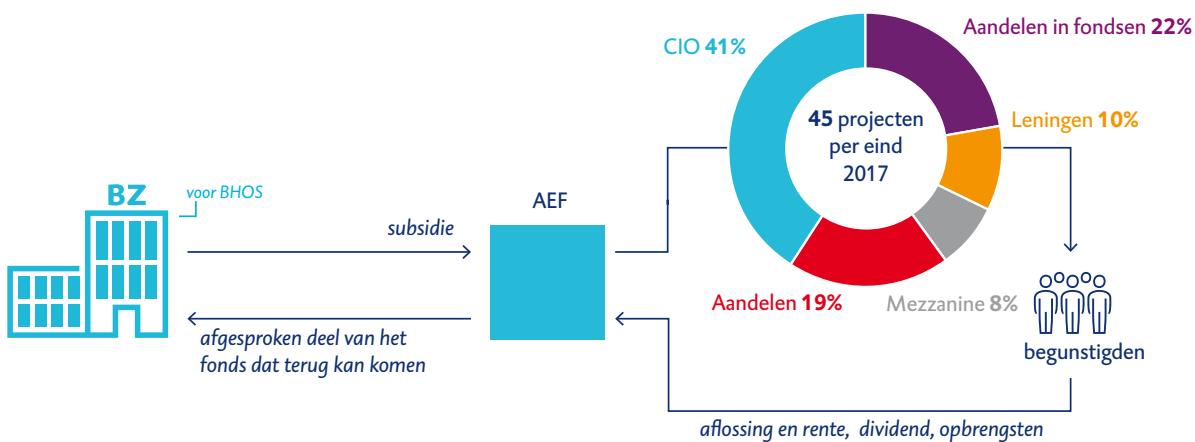 BZ
voor BHOS
subsidie
afgesproken deel van het
fonds dat terug kan komen
AEF
CIO 41%
Aandelen in fondsen 22%
Leningen 10%
45 projecten
per eind
2017
Aandelen 19%
Mezzanine 8%
begunstigden
aflossing en rente, dividend, opbrengsten